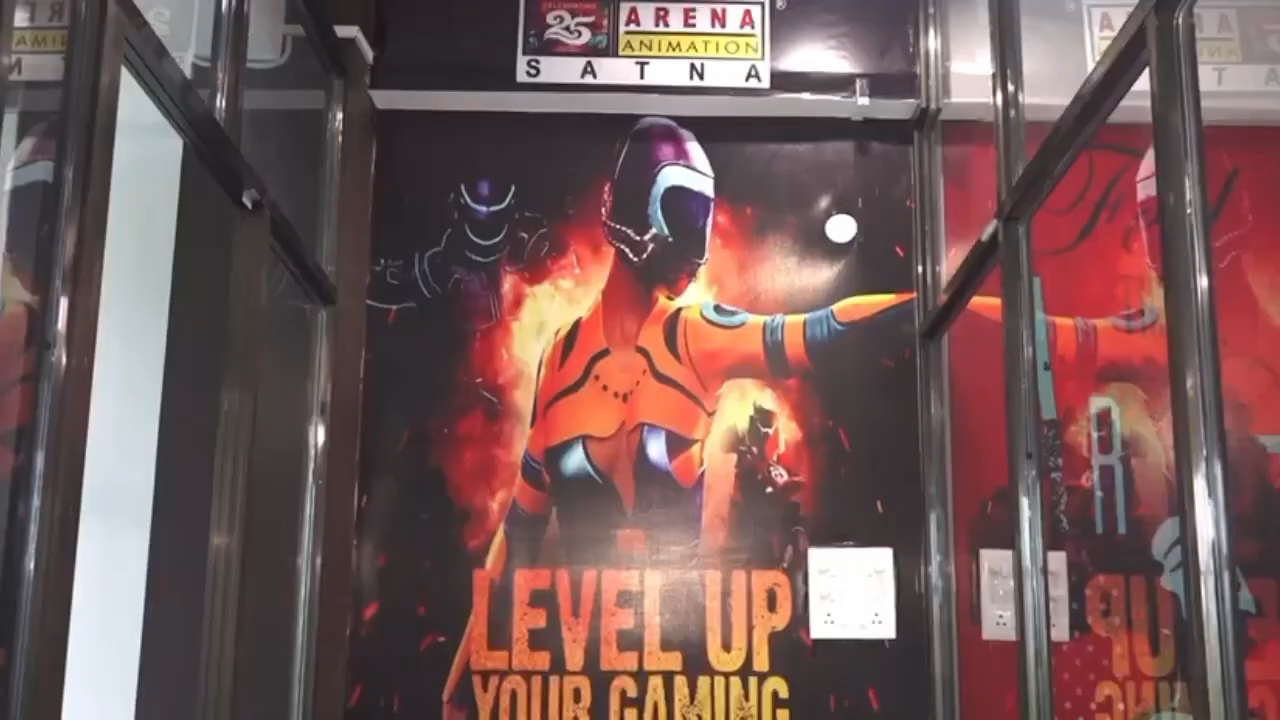 CELEBRATING
25
ARENA
ANIMATION
SATNA
®
LEVEL UP
YOUR GAMING